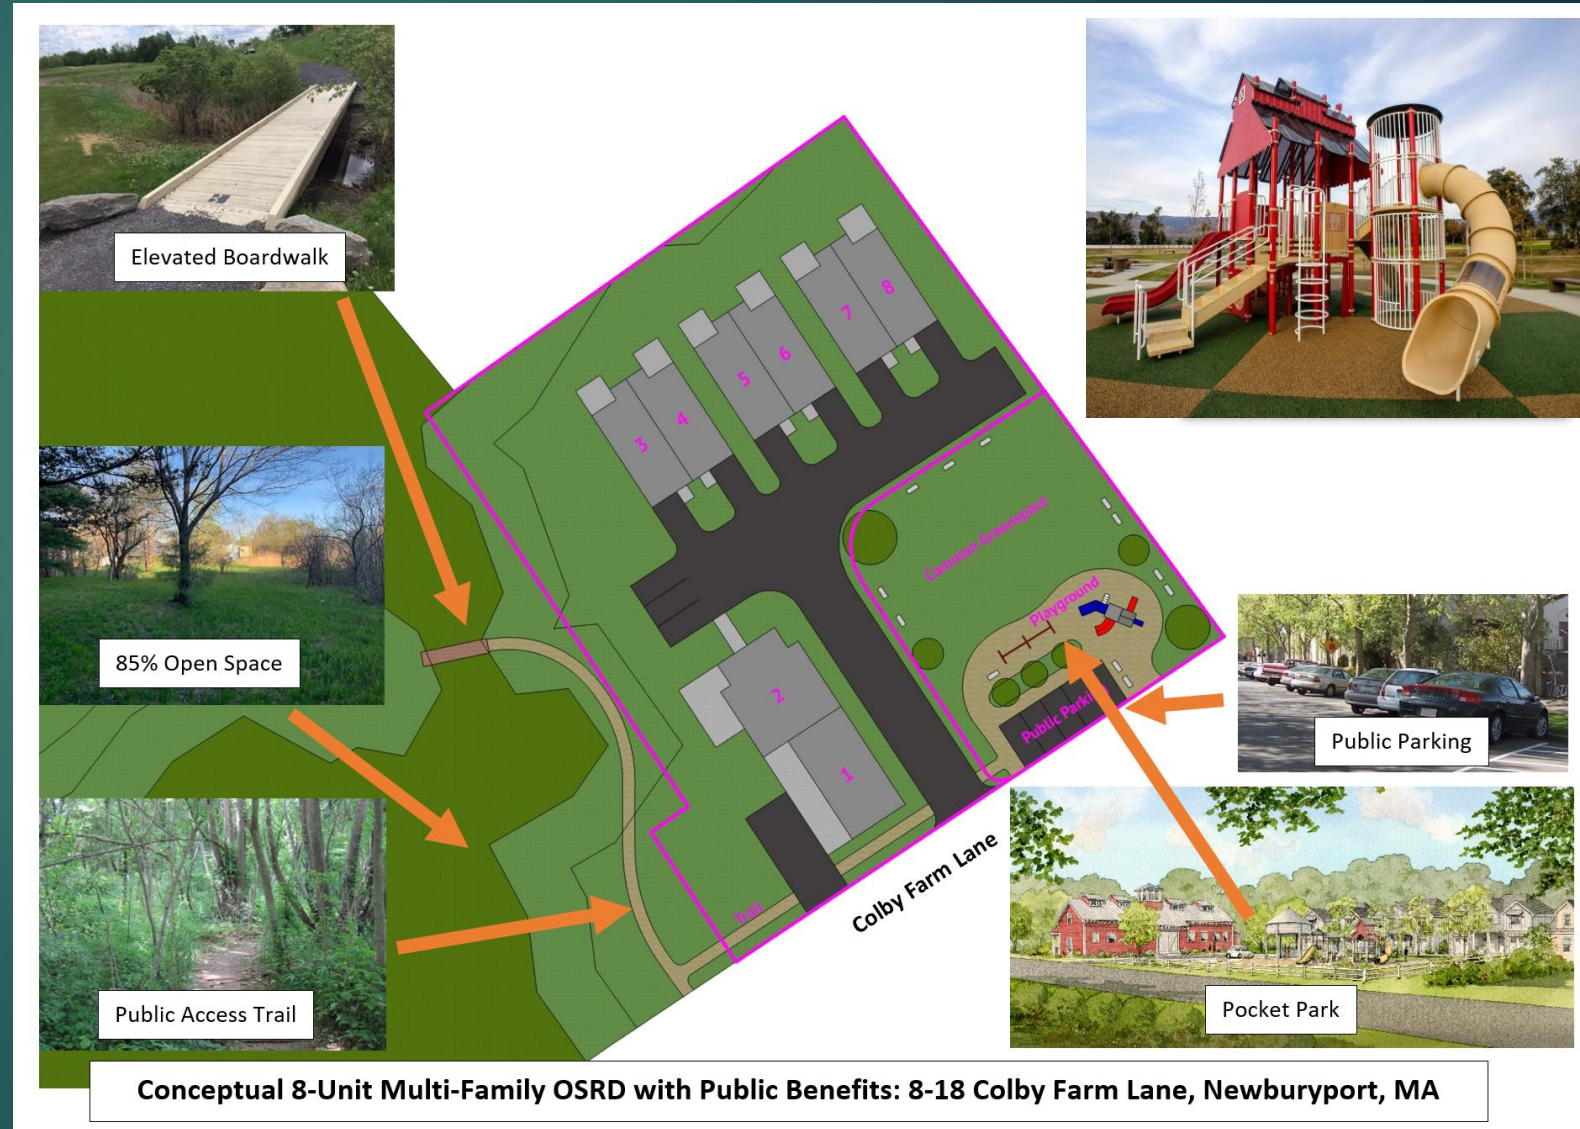 Elevated Boardwalk
85% Open Space
Public Access Trail
3
4
5
6
7
8
2
1
Common Greenspace
Playground
Public Parking
Trail
Colby Farm Lane
Public Parking
Pocket Park
Conceptual 8-Unit Multi-Family OSRD with Public Benefits: 8-18 Colby Farm Lane, Newburyport, MA